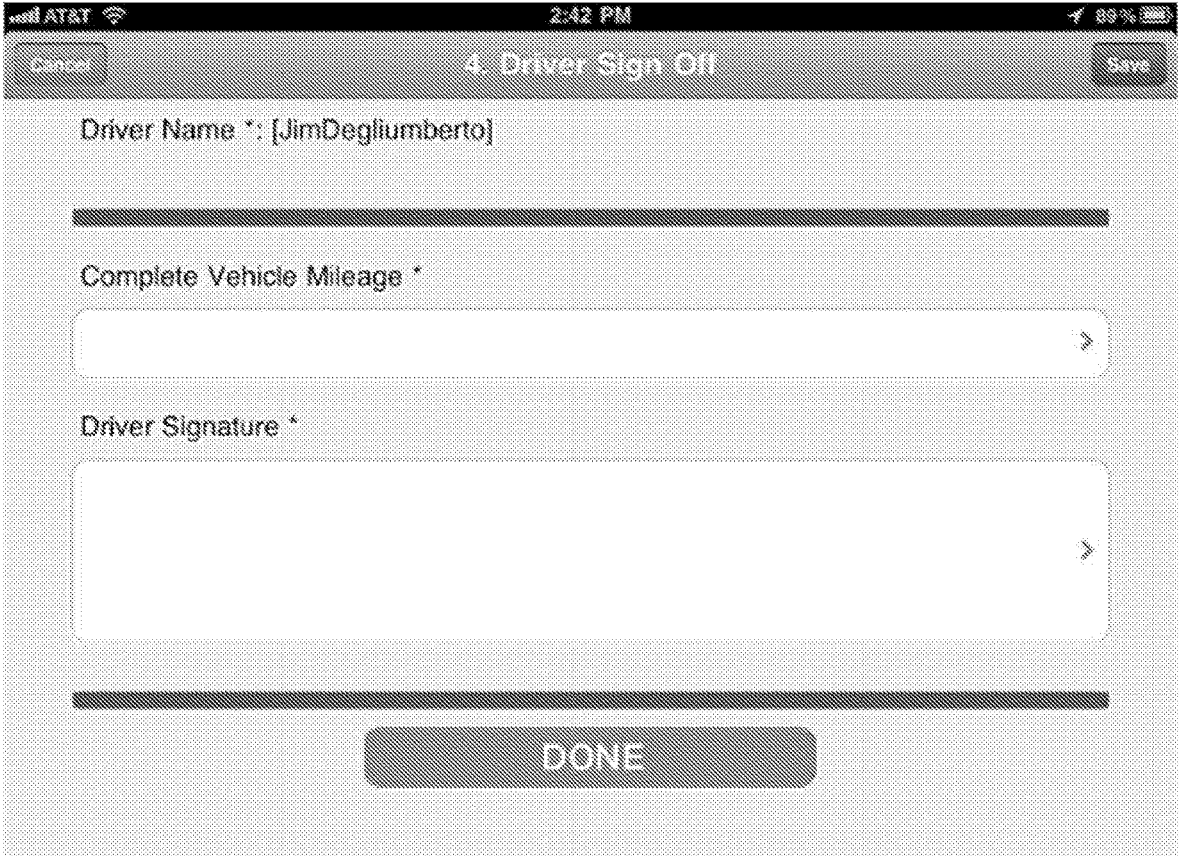 AT&T 2:42 PM 89%
Cancel 4. Driver Sign Off Save
Driver Name *: [JimDegliumberto]
Complete Vehicle Mileage *
Driver Signature *
DONE